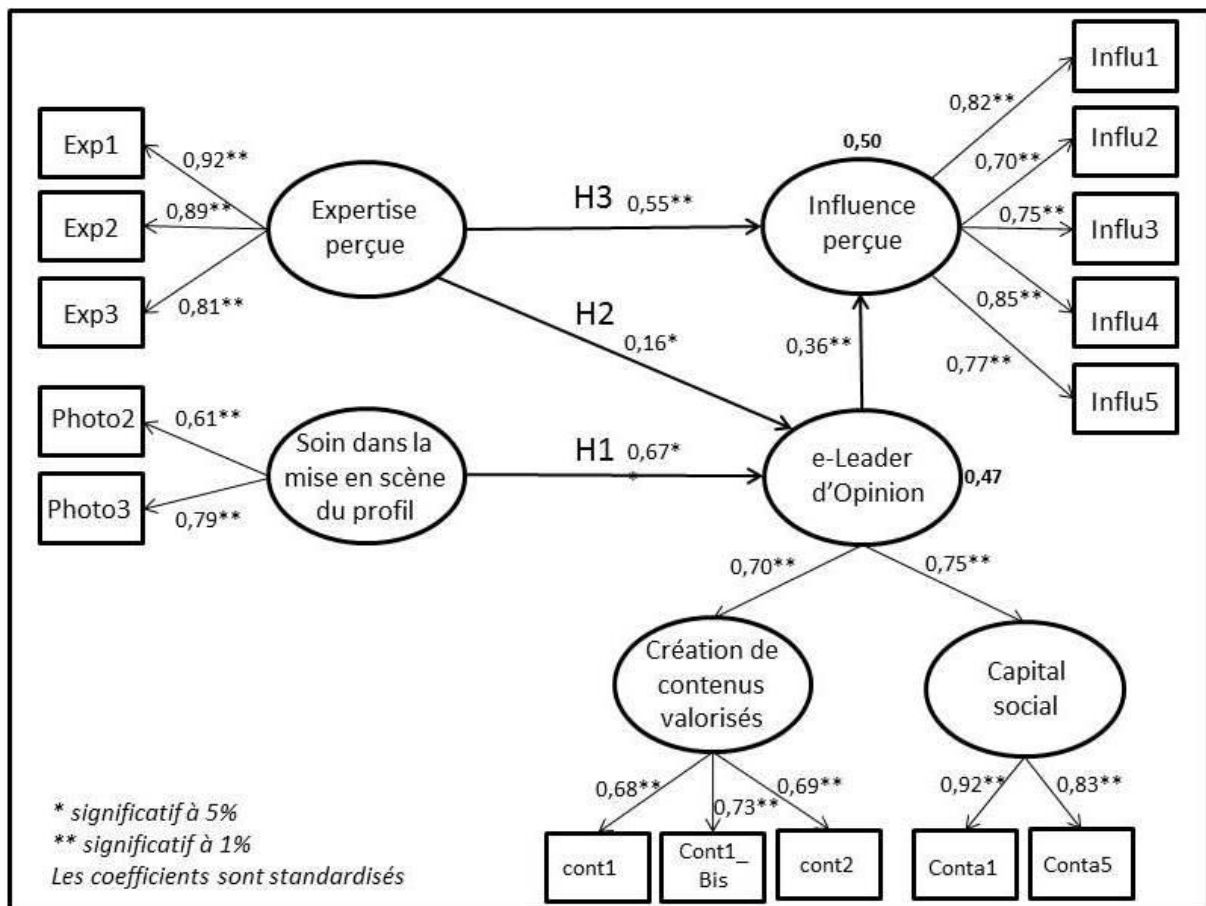 Influ1
0,82**
Exp1
0,92**
0,50
0,70**
Influ2
Exp2
0,89**
Expertise
perçue
H3 0,55**
Influence
perçue
0,75**
Influ3
Exp3
0,81**
H2
0,16*
0,36**
0,85**
Influ4
0,77**
Influ5
Photo2
0,61**
Soin dans la
mise en scène
du profil
H1 0,67*
*
e-Leader
d'Opinion
0,47
Photo3
0,79**
0,70**
0,75**
Création de
contenus
valorisés
Capital
social
0,68**
0,73**
0,69**
0,92**
0,83**
cont1
Cont1_
Bis
cont2
Conta1
Conta5
* significatif à 5%
** significatif à 1%
Les coefficients sont standardisés